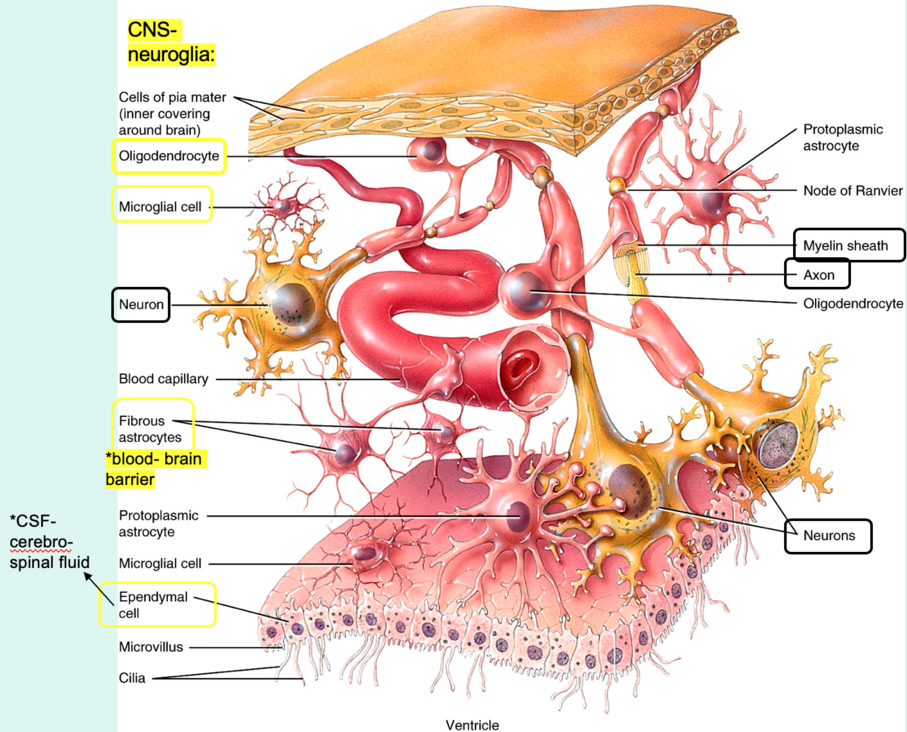 CNS-
neuroglia:
Cells of pia mater
(inner covering
around brain)
Oligodendrocyte
Microglial cell
Neuron
Blood capillary
Fibrous
astrocytes
*blood- brain
barrier
Protoplasmic
astrocyte
Microglial cell
*CSF-
cerebro-
spinal fluid
Ependymal
cell
Microvillus
Cilia
Protoplasmic
astrocyte
Node of Ranvier
Myelin sheath
Axon
Oligodendrocyte
Neurons
Ventricle